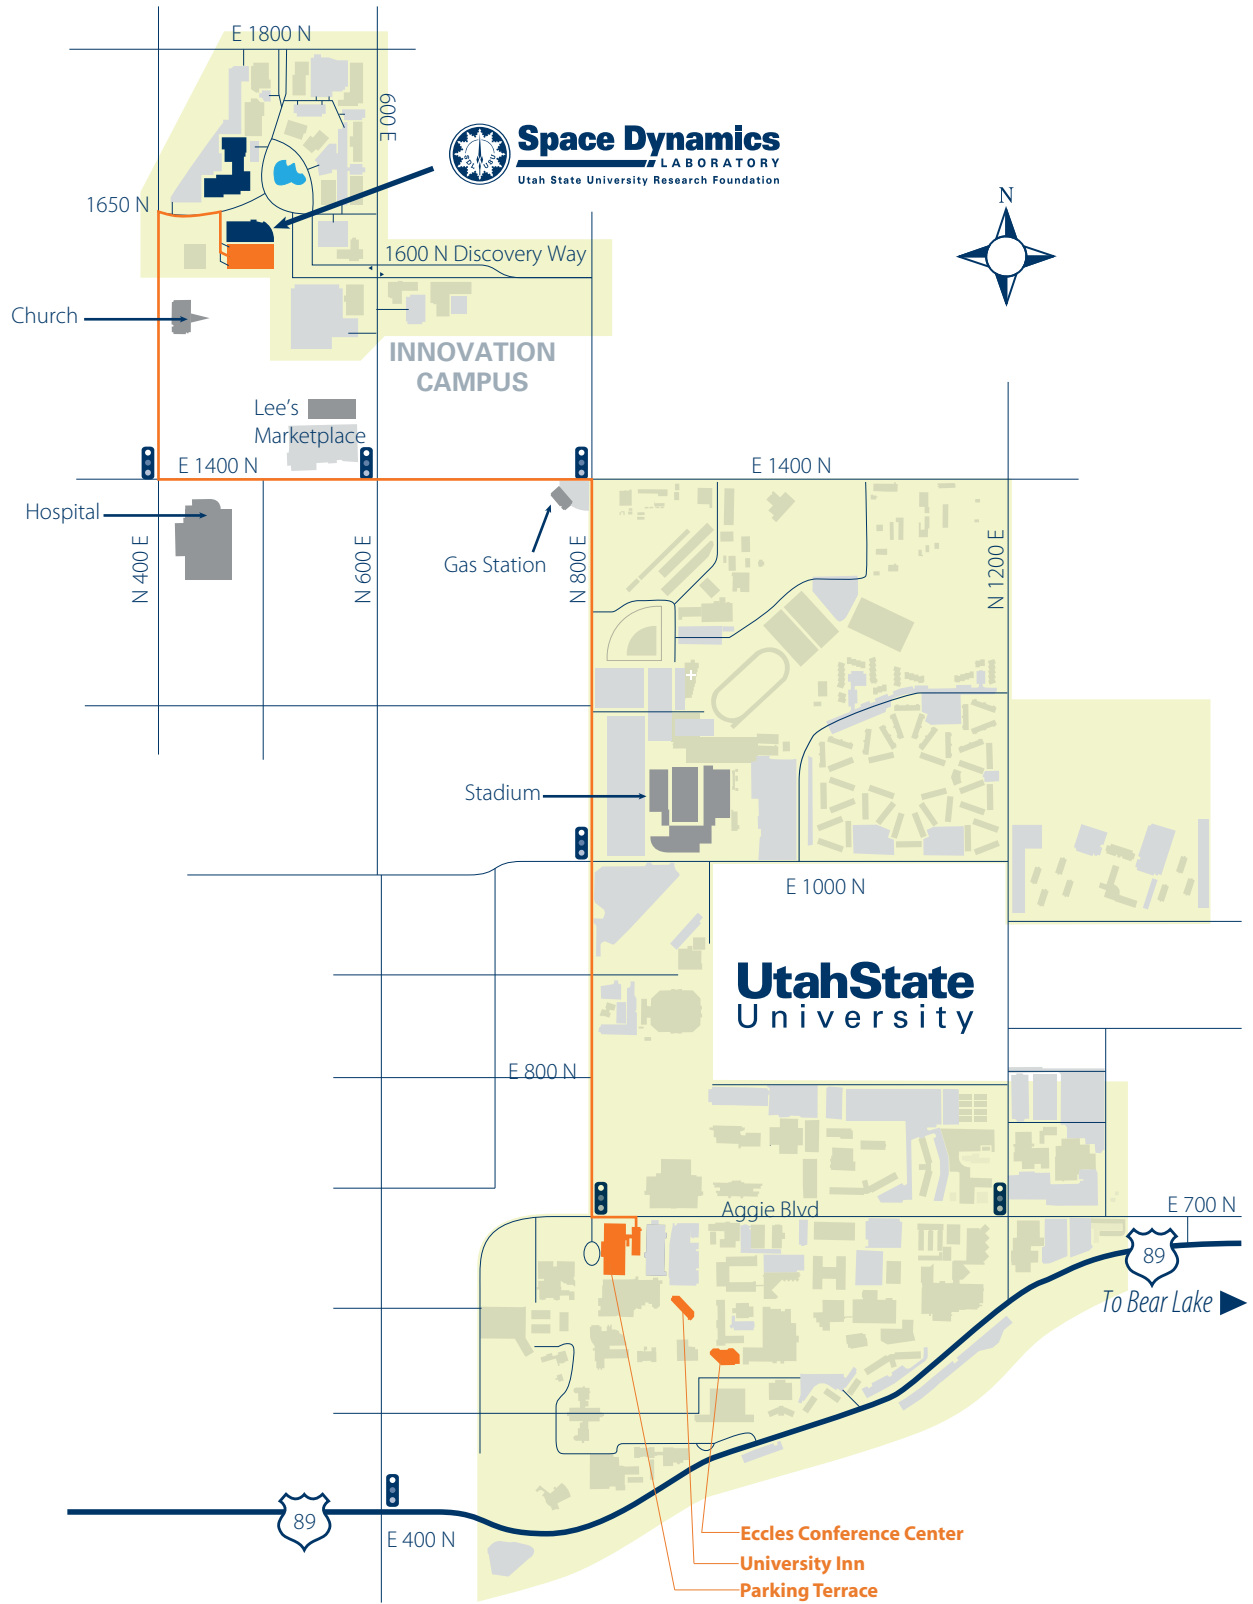 E 1800 N
600 E
Space Dynamics
LABORATORY
Utah State University Research Foundation
1650 N
N
1600 N Discovery Way
Church
INNOVATION
CAMPUS
Lee's
Marketplace
E 1400 N
E 1400 N
Hospital
Gas Station
N 400 E
N 600 E
N 800 E
N 1200 E
Stadium
E 1000 N
UtahState
University
E 800 N
Aggie Blvd
E 700 N
89
To Bear Lake
89
E 400 N
Eccles Conference Center
University Inn
Parking Terrace